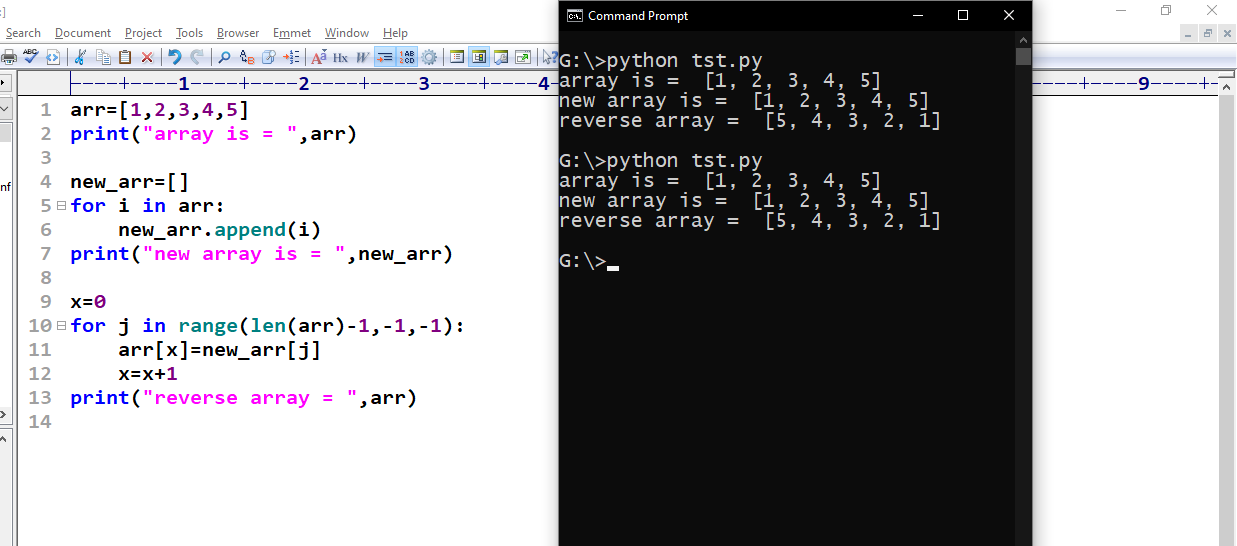 :]
Search Document Project Tools Browser Emmet Window Help
----+----1----+----2----+----3----+----4-
---+----9----+-
nf
1 arr=[1,2,3,4,5]
2 print("array is = ",arr)
3
4 new_arr=[]
5 for i in arr:
6     new_arr.append(i)
7 print("new array is = ",new_arr)
8
9 x=0
10 for j in range(len(arr)-1,-1,-1):
11     arr[x]=new_arr[j]
12     x=x+1
13 print("reverse array = ",arr)
14
Command Prompt
G:\>python tst.py
array is =  [1, 2, 3, 4, 5]
new array is =  [1, 2, 3, 4, 5]
reverse array =  [5, 4, 3, 2, 1]
G:\>python tst.py
array is =  [1, 2, 3, 4, 5]
new array is =  [1, 2, 3, 4, 5]
reverse array =  [5, 4, 3, 2, 1]
G:\>